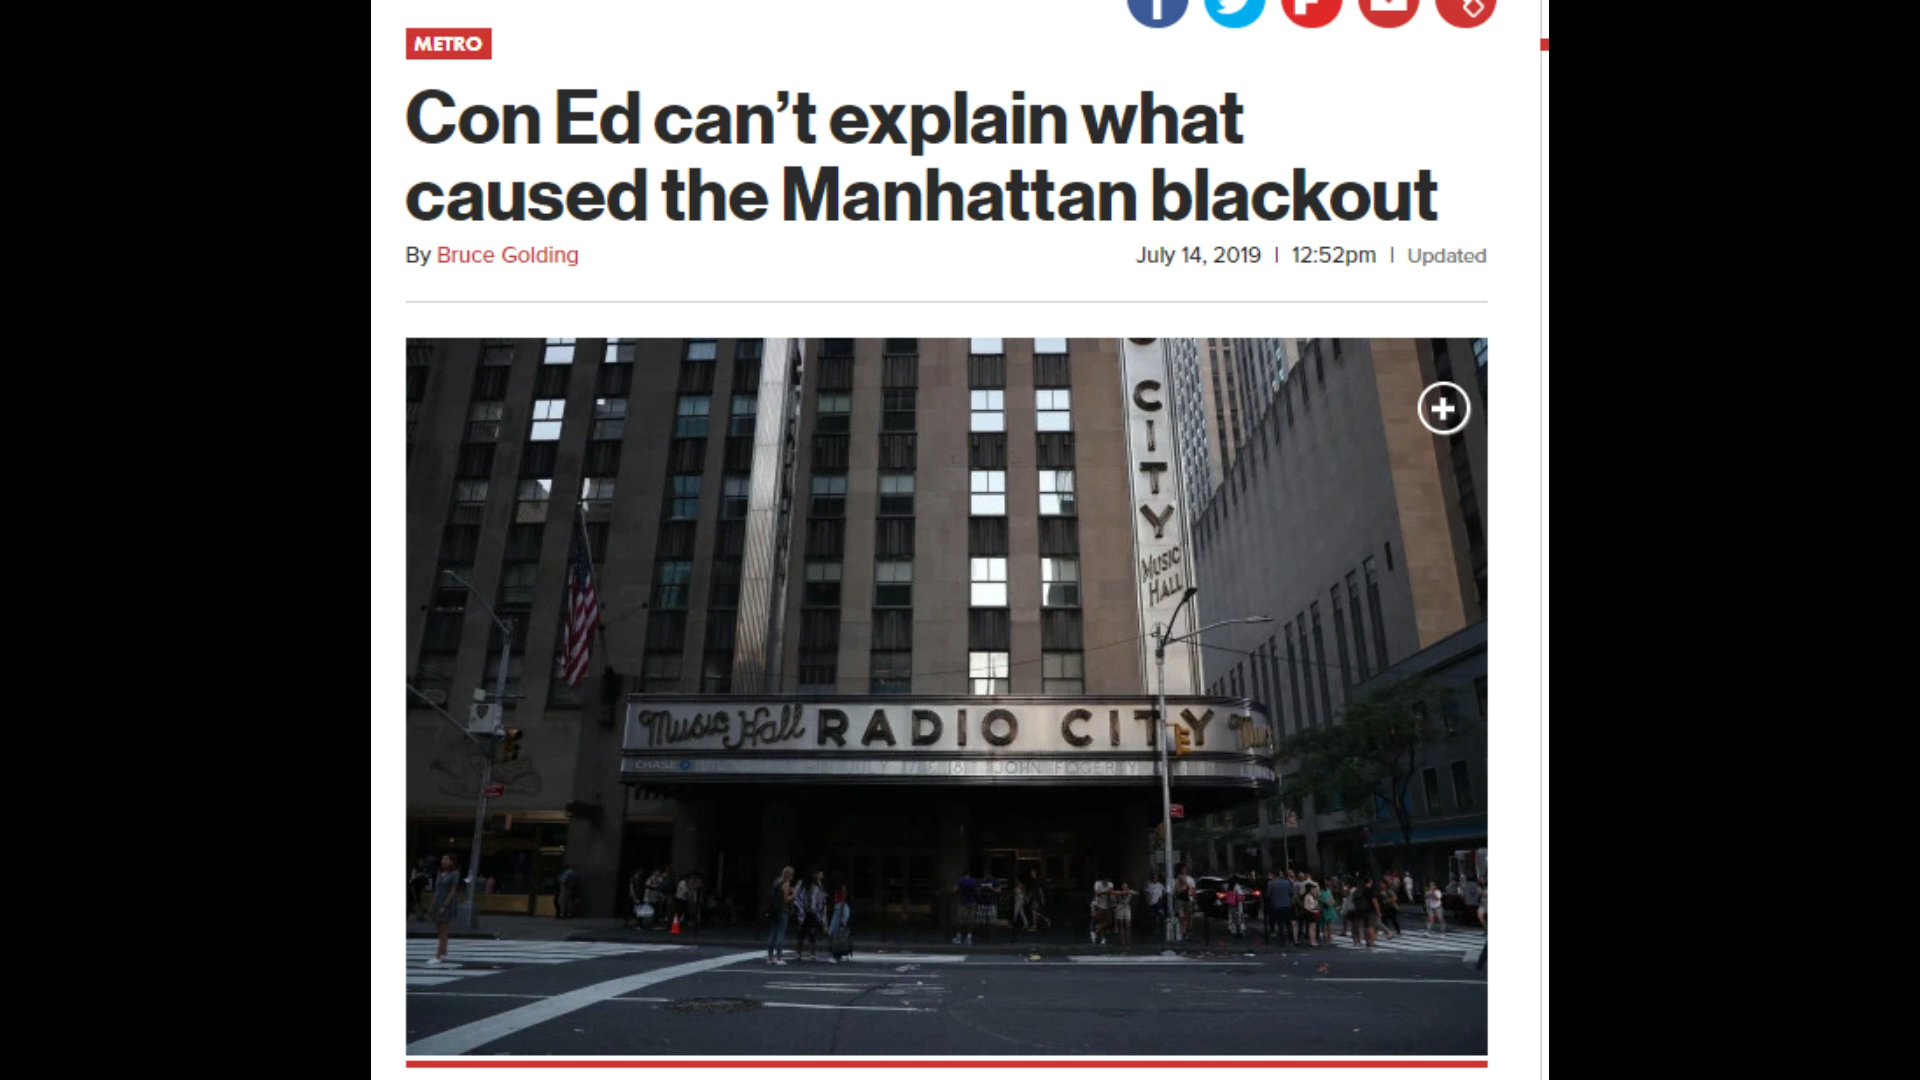 METRO
Con Ed can’t explain what
caused the Manhattan blackout
By Bruce Golding
July 14, 2019 | 12:52pm | Updated
CITY
MUSIC
HALL
Music Hall RADIO CITY
CHASE JULY JOHN FOGERTY